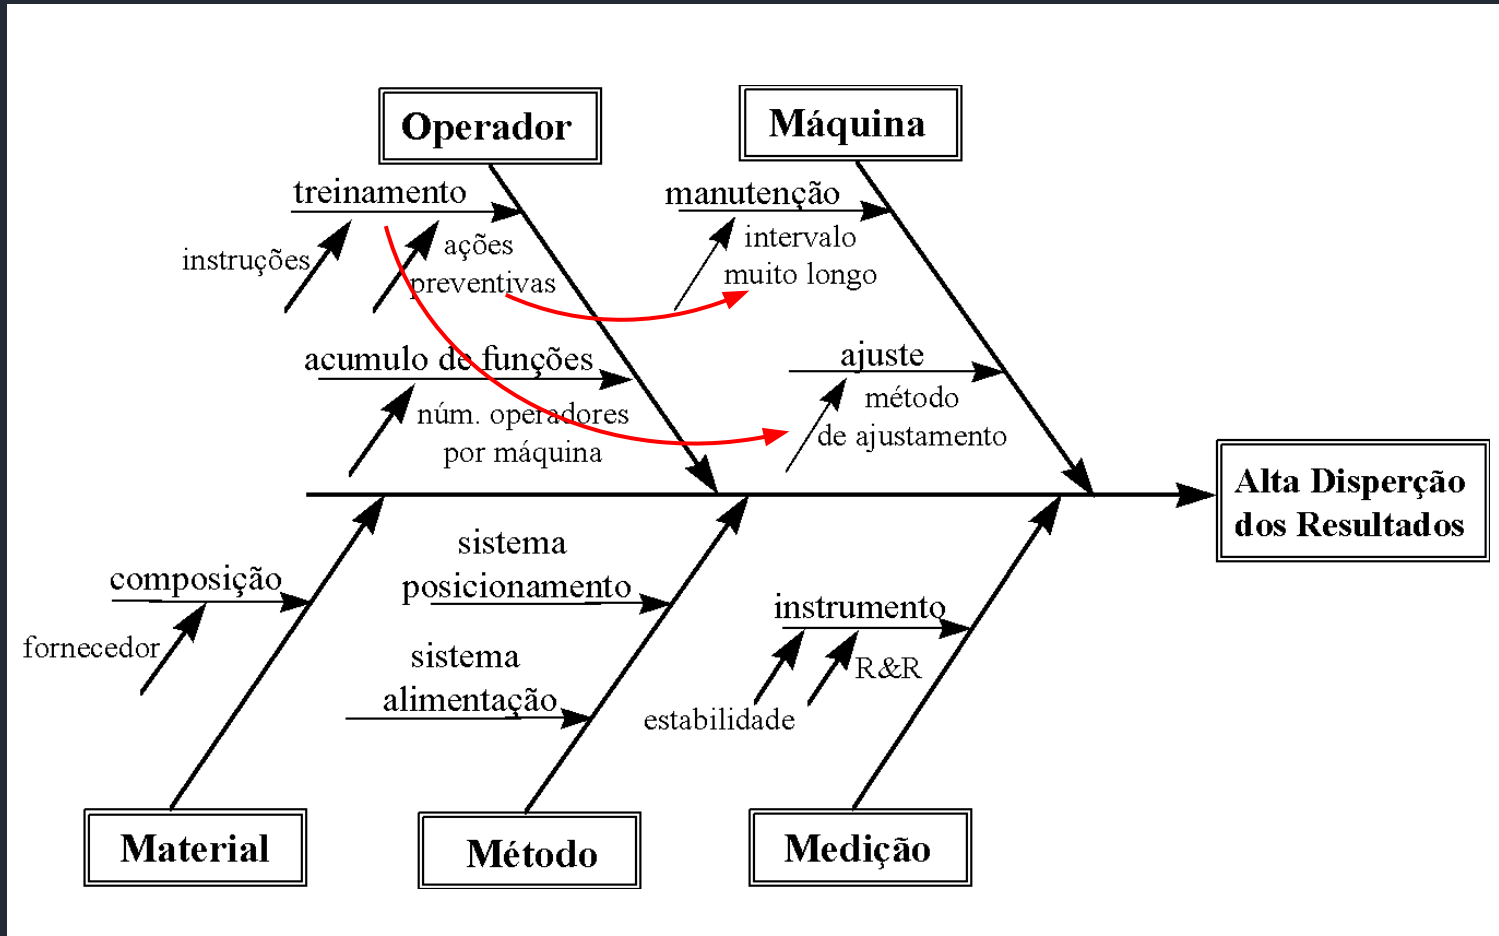 Operador
Máquina
treinamento
manutenção
instruções
ações
preventivas
intervalo
muito longo
acumulo de funções
ajuste
núm. operadores
por máquina
método
de ajustamento
Alta Disperção
dos Resultados
sistema
posicionamento
composição
instrumento
fornecedor
sistema
alimentação
R&R
estabilidade
Material
Método
Medição